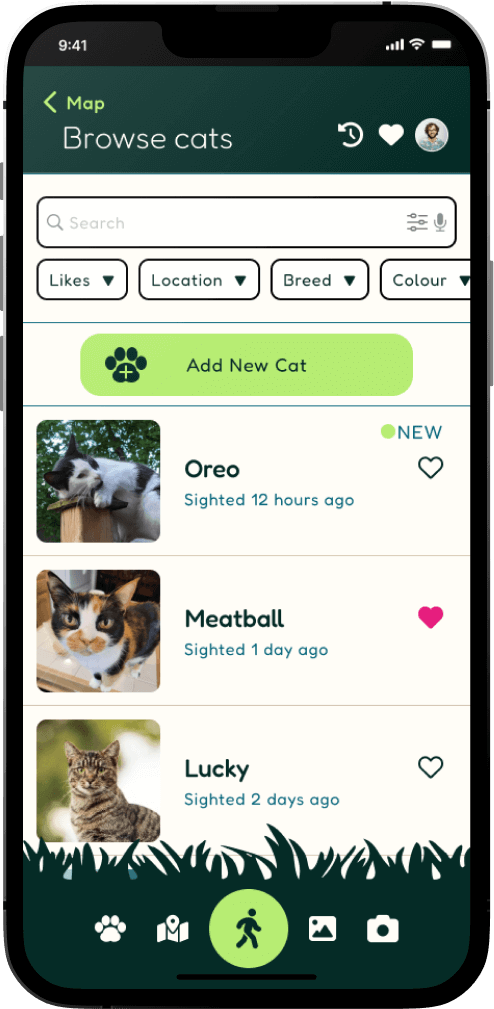 9:41
Map
Browse cats
Search
Likes
Location
Breed
Colour
Add New Cat
NEW
Oreo
Sighted 12 hours ago
Meatball
Sighted 1 day ago
Lucky
Sighted 2 days ago